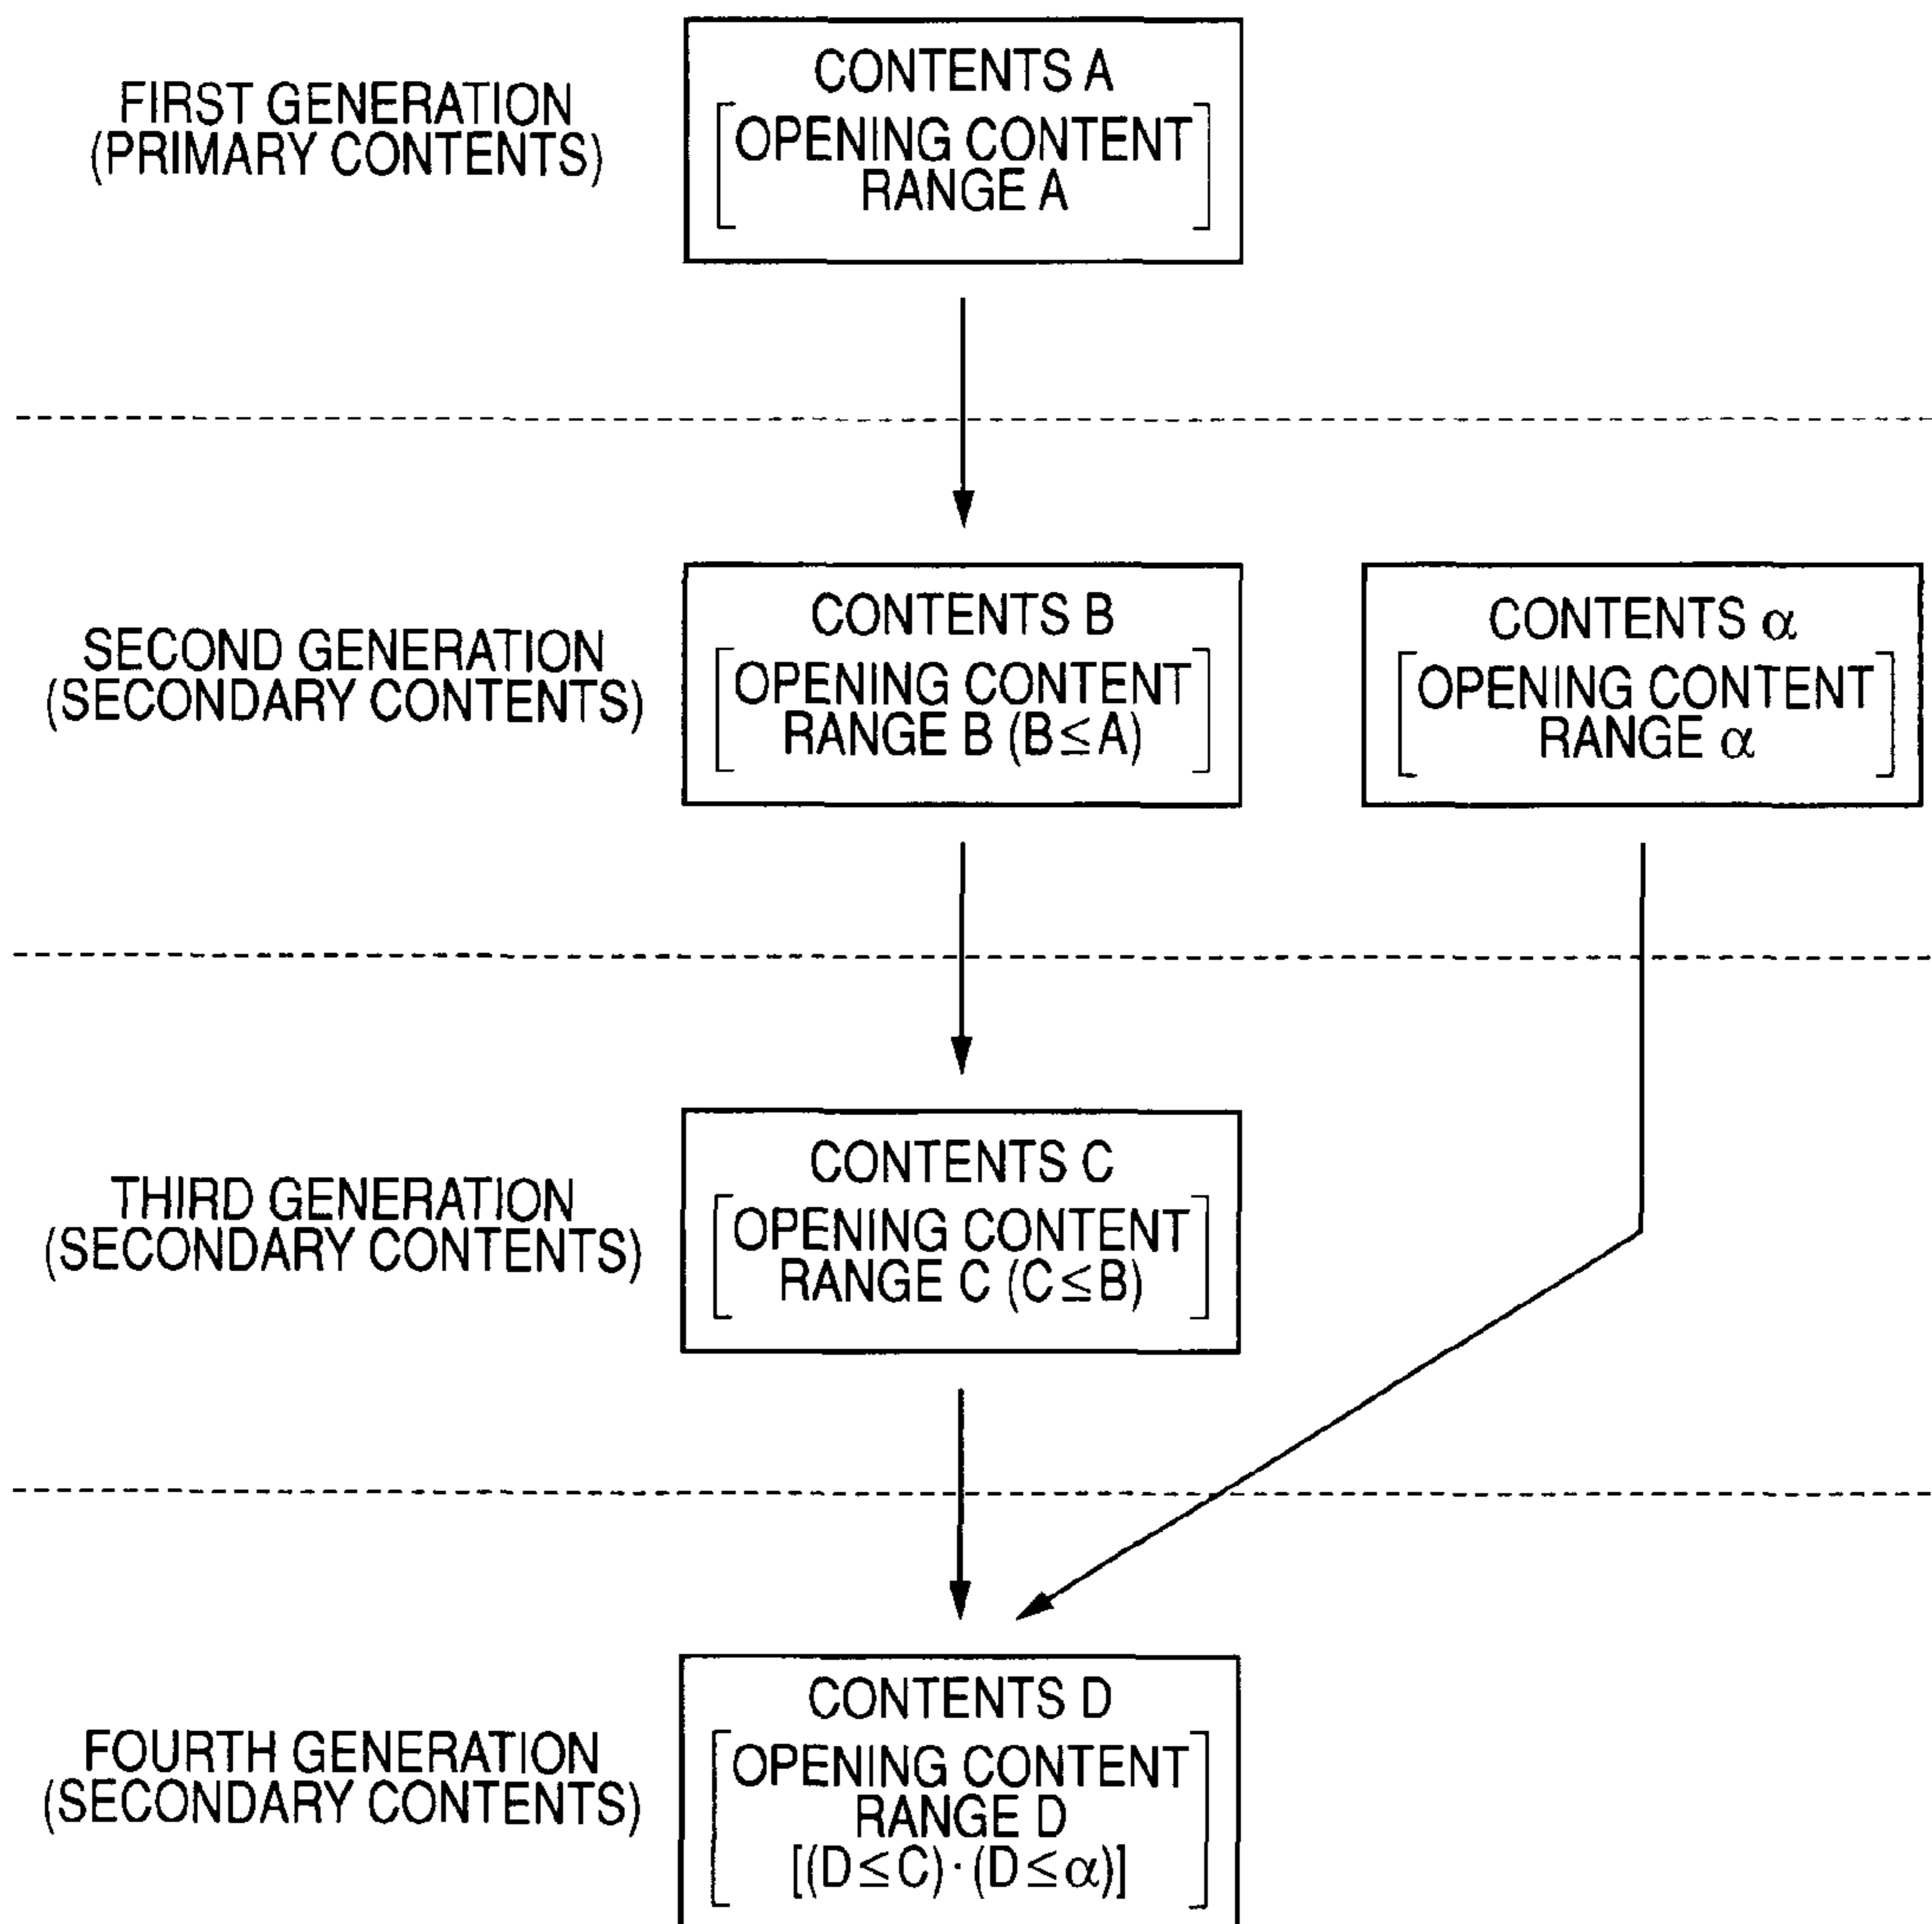 FIRST GENERATION
(PRIMARY CONTENTS)
CONTENTS A
OPENING CONTENT
RANGE A
SECOND GENERATION
(SECONDARY CONTENTS)
CONTENTS B
OPENING CONTENT
RANGE B (B≤A)
CONTENTS α
OPENING CONTENT
RANGE α
THIRD GENERATION
(SECONDARY CONTENTS)
CONTENTS C
OPENING CONTENT
RANGE C (C≤B)
FOURTH GENERATION
(SECONDARY CONTENTS)
CONTENTS D
OPENING CONTENT
RANGE D
[(D≤C)·(D≤α)]